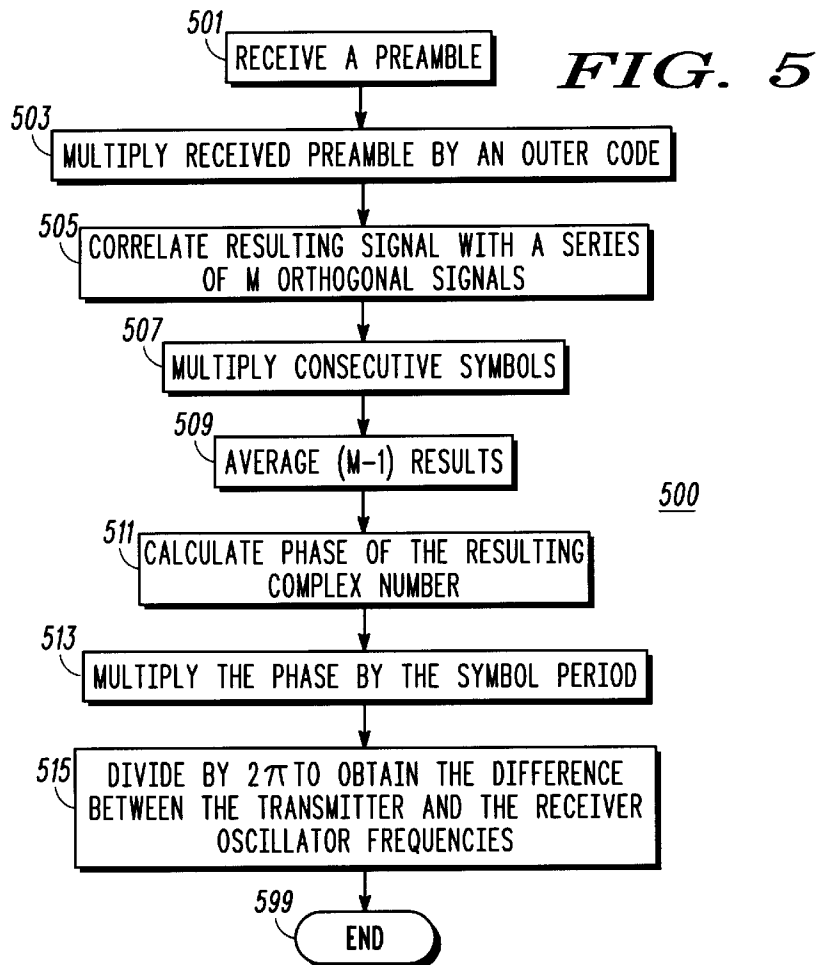 501
RECEIVE A PREAMBLE
FIG. 5
503
MULTIPLY RECEIVED PREAMBLE BY AN OUTER CODE
505
CORRELATE RESULTING SIGNAL WITH A SERIES
OF M ORTHOGONAL SIGNALS
507
MULTIPLY CONSECUTIVE SYMBOLS
509
AVERAGE (M-1) RESULTS
500
511
CALCULATE PHASE OF THE RESULTING
COMPLEX NUMBER
513
MULTIPLY THE PHASE BY THE SYMBOL PERIOD
515
DIVIDE BY 2π TO OBTAIN THE DIFFERENCE
BETWEEN THE TRANSMITTER AND THE RECEIVER
OSCILLATOR FREQUENCIES
599
END